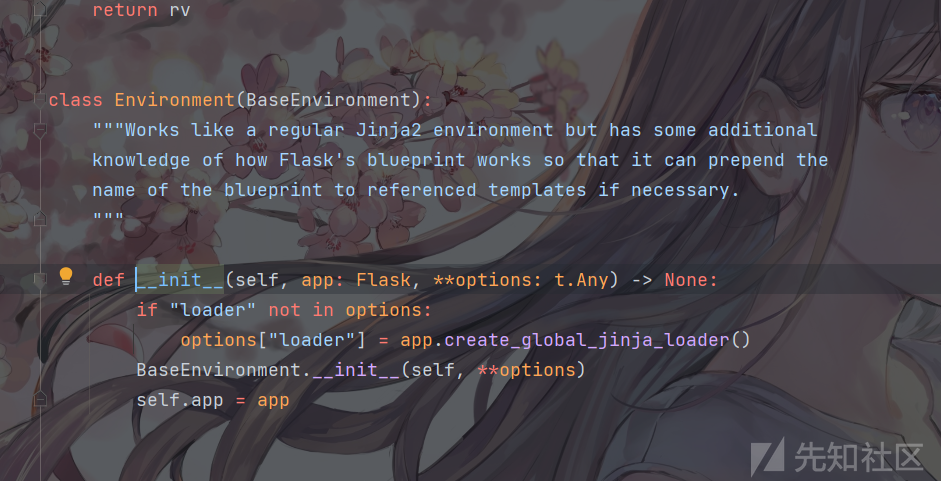 return rv
class Environment(BaseEnvironment):
    """Works like a regular Jinja2 environment but has some additional
    knowledge of how Flask's blueprint works so that it can prepend the
    name of the blueprint to referenced templates if necessary.
    """
    def __init__(self, app: Flask, **options: t.Any) -> None:
        if "loader" not in options:
            options["loader"] = app.create_global_jinja_loader()
        BaseEnvironment.__init__(self, **options)
        self.app = app
先知社区